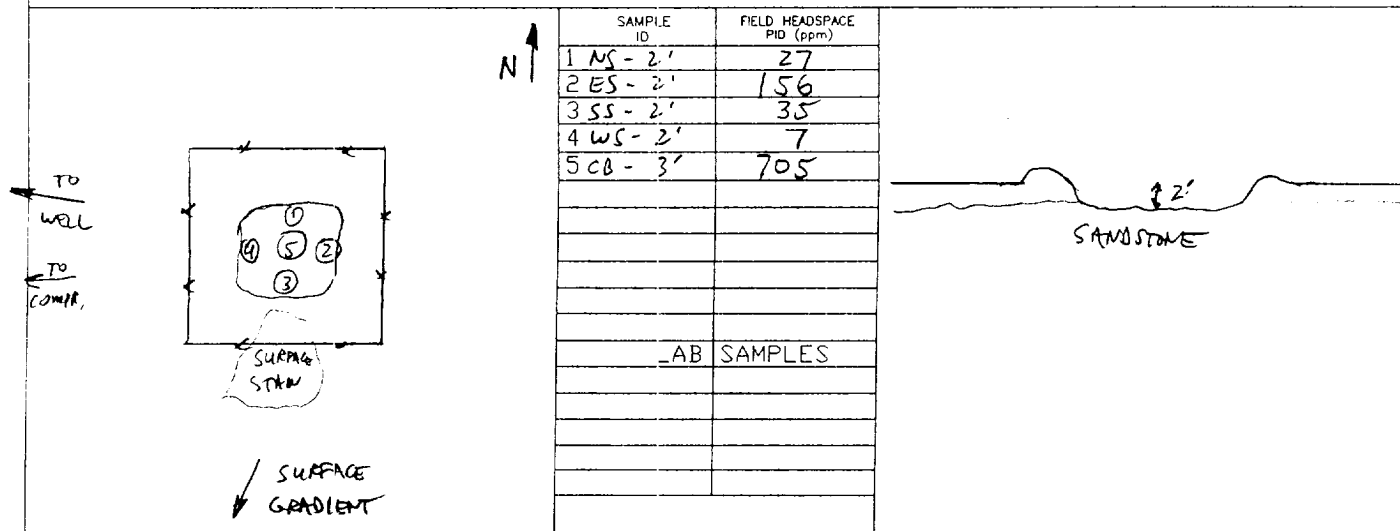 N
TO
WELL
TO
COMPR.
1
4 5 2
3
SURFACE
STAIN
SURFACE
GRADIENT
SAMPLE
ID
FIELD HEADSPACE
PID (ppm)
1 NS - 2' 27
2 ES - 2' 156
3 SS - 2' 35
4 WS - 2' 7
5 CB - 3' 705
LAB SAMPLES
2'
SANDSTONE